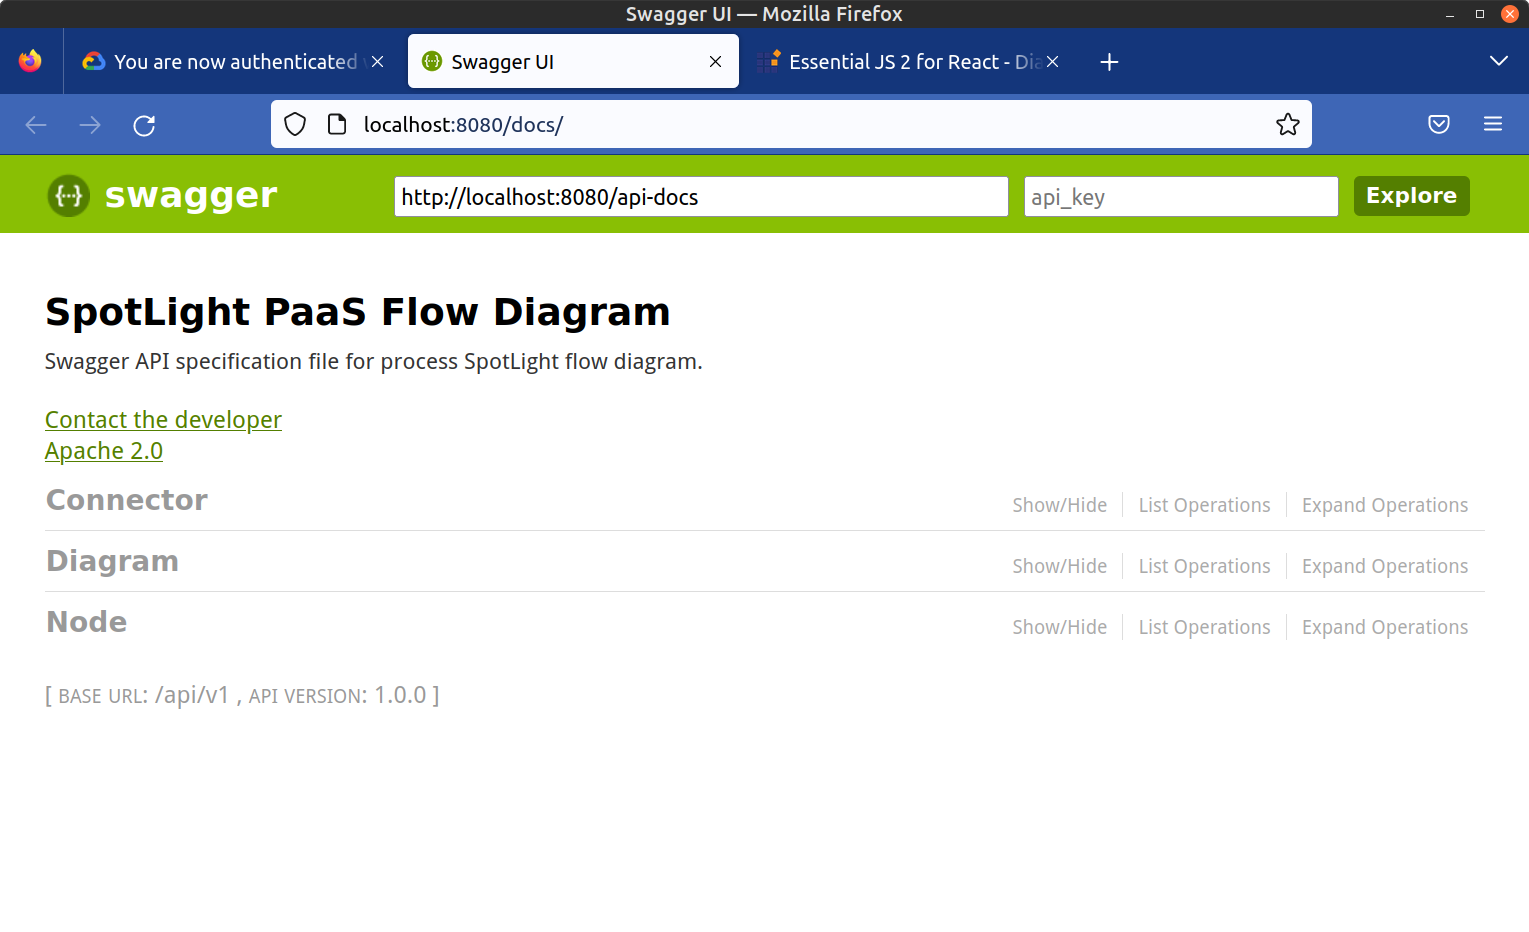 Swagger UI — Mozilla Firefox
You are now authenticated
Swagger UI
Essential JS 2 for React - Dia
localhost:8080/docs/
swagger
http://localhost:8080/api-docs
api_key
Explore
SpotLight PaaS Flow Diagram
Swagger API specification file for process SpotLight flow diagram.
Contact the developer
Apache 2.0
Connector Show/Hide List Operations Expand Operations
Diagram Show/Hide List Operations Expand Operations
Node Show/Hide List Operations Expand Operations
[ BASE URL: /api/v1 , API VERSION: 1.0.0 ]